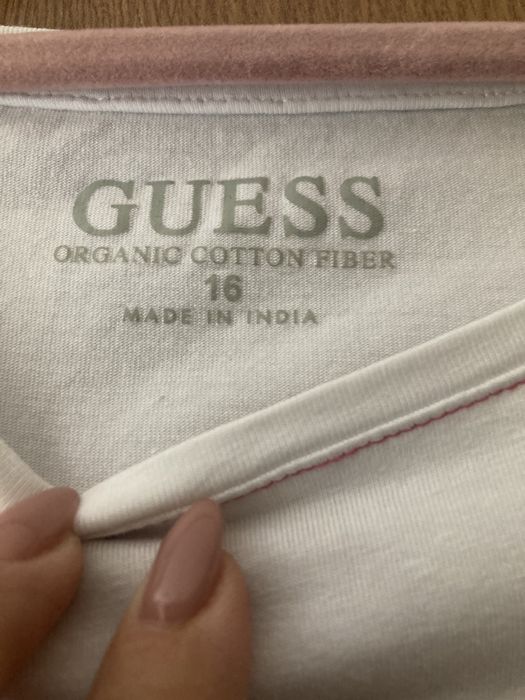 GUESS
ORGANIC COTTON FIBER
16
MADE IN INDIA